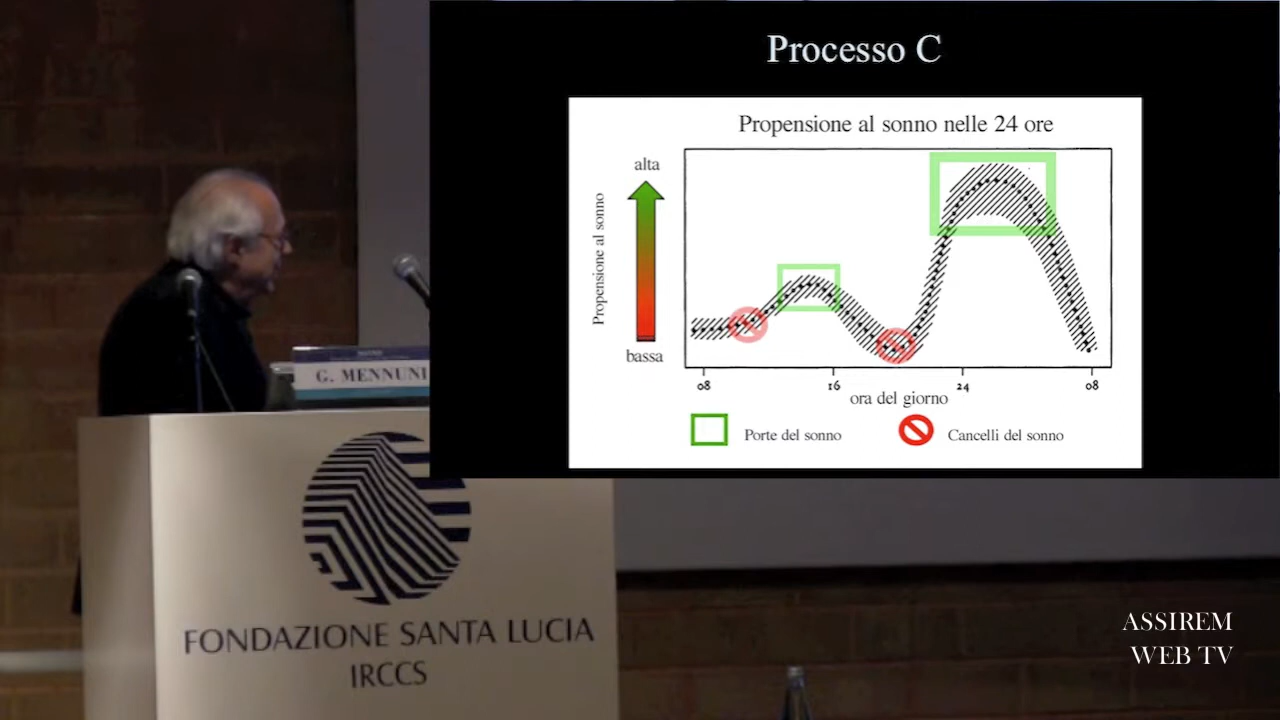 Processo C
Propensione al sonno nelle 24 ore
alta
Propensione al sonno
bassa
08
16
24
08
ora del giorno
Porte del sonno
Cancelli del sonno
G. MENNUNI
FONDAZIONE SANTA LUCIA
IRCCS
ASSIREM
WEB TV